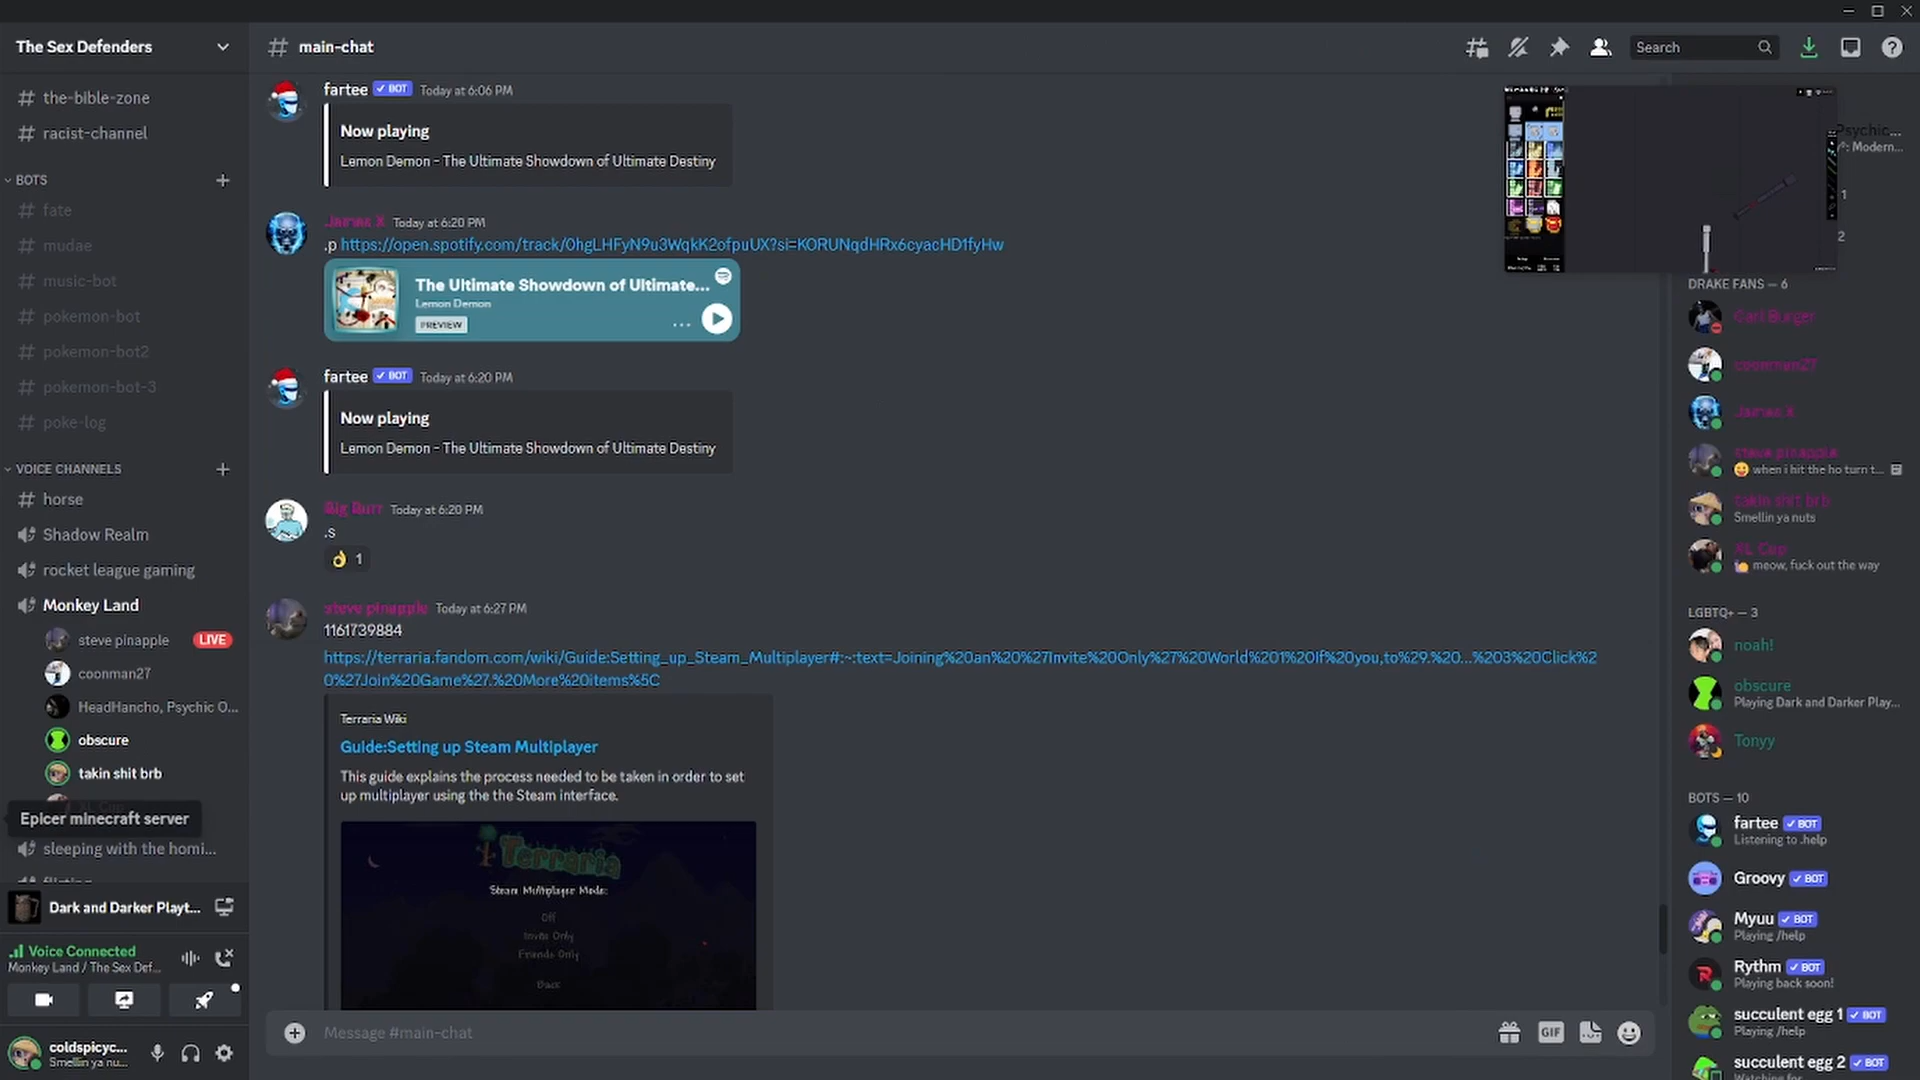 The Sex Defenders
# the-bible-zone
# racist-channel
BOTS
# fate
# mudae
# music-bot
# pokemon-bot
# pokemon-bot2
# pokemon-bot-3
# poke-log
VOICE CHANNELS
# horse
Shadow Realm
rocket league gaming
Monkey Land
steve pinapple LIVE
coonman27
HeadHancho, Psychic O...
obscure
takin shit brb
XL Cup
Epicer minecraft server
sleeping with the homi...
Dark and Darker Playt...
Voice Connected
Monkey Land / The Sex Def...
coldspicyc...
Smellin ya nu...
# main-chat
Search
fartee BOT Today at 6:06 PM
Now playing
Lemon Demon - The Ultimate Showdown of Ultimate Destiny
James X Today at 6:20 PM
.p https://open.spotify.com/track/0hgLHFyN9u3WqkK2ofpuUX?si=KORUNqdHRx6cyacHD1fyHw
The Ultimate Showdown of Ultimate...
Lemon Demon
PREVIEW
fartee BOT Today at 6:20 PM
Now playing
Lemon Demon - The Ultimate Showdown of Ultimate Destiny
Big Burr Today at 6:20 PM
.s
👌 1
steve pinapple Today at 6:27 PM
1161739884
https://terraria.fandom.com/wiki/Guide:Setting_up_Steam_Multiplayer#:~:text=Joining%20an%20%27Invite%20Only%27%20World%201%20If%20you,to%29.%20...%203%20Click%2
0%27Join%20Game%27.%20More%20items%5C
Terraria Wiki
Guide:Setting up Steam Multiplayer
This guide explains the process needed to be taken in order to set
up multiplayer using the the Steam interface.
Terraria
Steam Multiplayer Mode:
Off
Invite Only
Friends Only
Back
Message #main-chat
GIF
Psychic...
: Modern...
1
2
DRAKE FANS — 6
Carl Burger
coonman27
James X
steve pinapple
😛 when i hit the ho turn t...
takin shit brb
Smellin ya nuts
XL Cup
meow, fuck out the way
LGBTQ+ — 3
noah!
obscure
Playing Dark and Darker Play...
Tonyy
BOTS — 10
fartee BOT
Listening to .help
Groovy BOT
Myuu BOT
Playing /help
Rythm BOT
Playing back soon!
succulent egg 1 BOT
Playing /help
succulent egg 2 BOT
Watching for